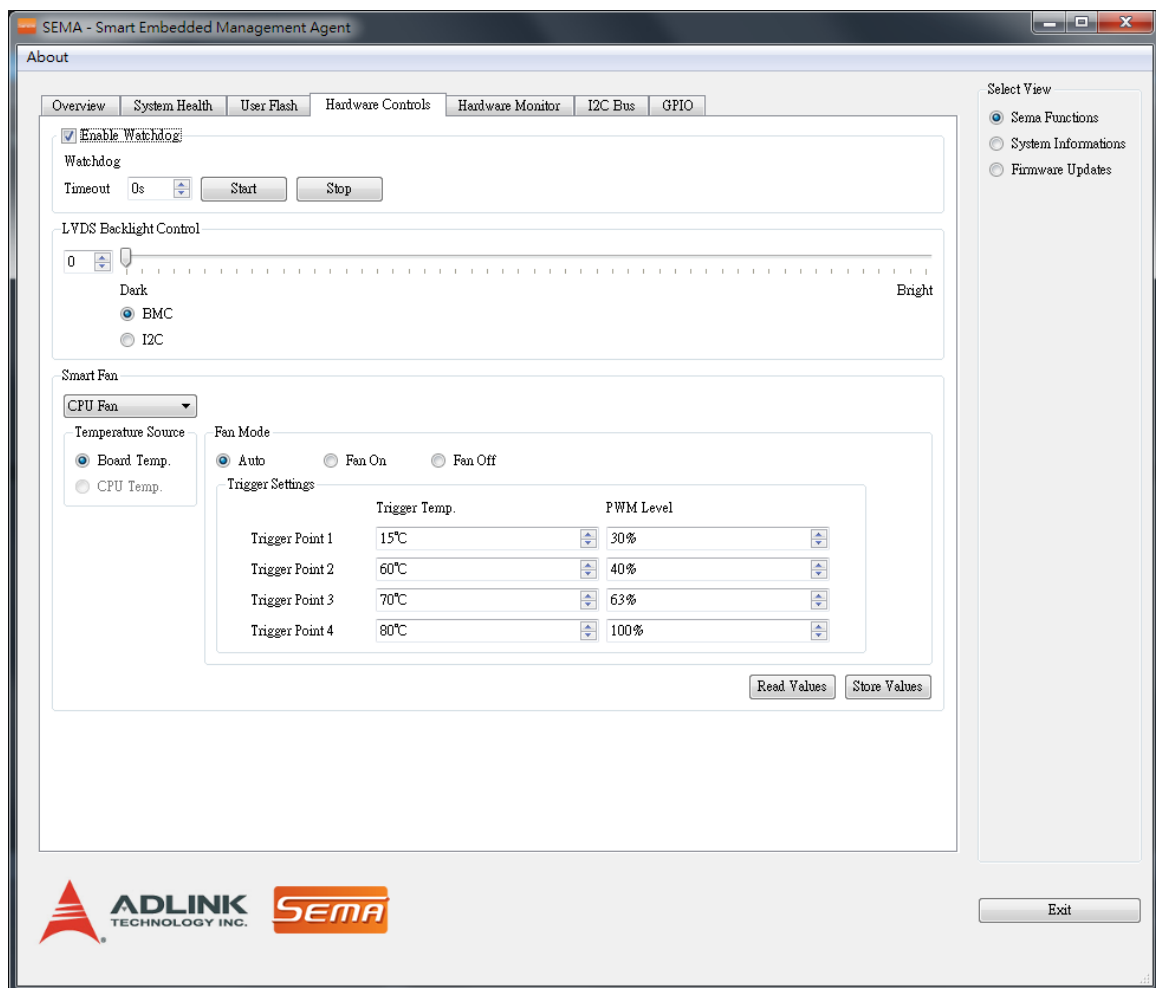 SEMA - Smart Embedded Management Agent
About
Overview System Health User Flash Hardware Controls Hardware Monitor I2C Bus GPIO
Enable Watchdog
Watchdog
Timeout 0s Start Stop
LVDS Backlight Control
0
Dark Bright
BMC
I2C
Smart Fan
CPU Fan
Temperature Source
Board Temp.
CPU Temp.
Fan Mode
Auto Fan On Fan Off
Trigger Settings
Trigger Temp. PWM Level
Trigger Point 1 15°C 30%
Trigger Point 2 60°C 40%
Trigger Point 3 70°C 63%
Trigger Point 4 80°C 100%
Read Values Store Values
Select View
Sema Functions
System Informations
Firmware Updates
ADLINK
TECHNOLOGY INC.
SEMA
Exit